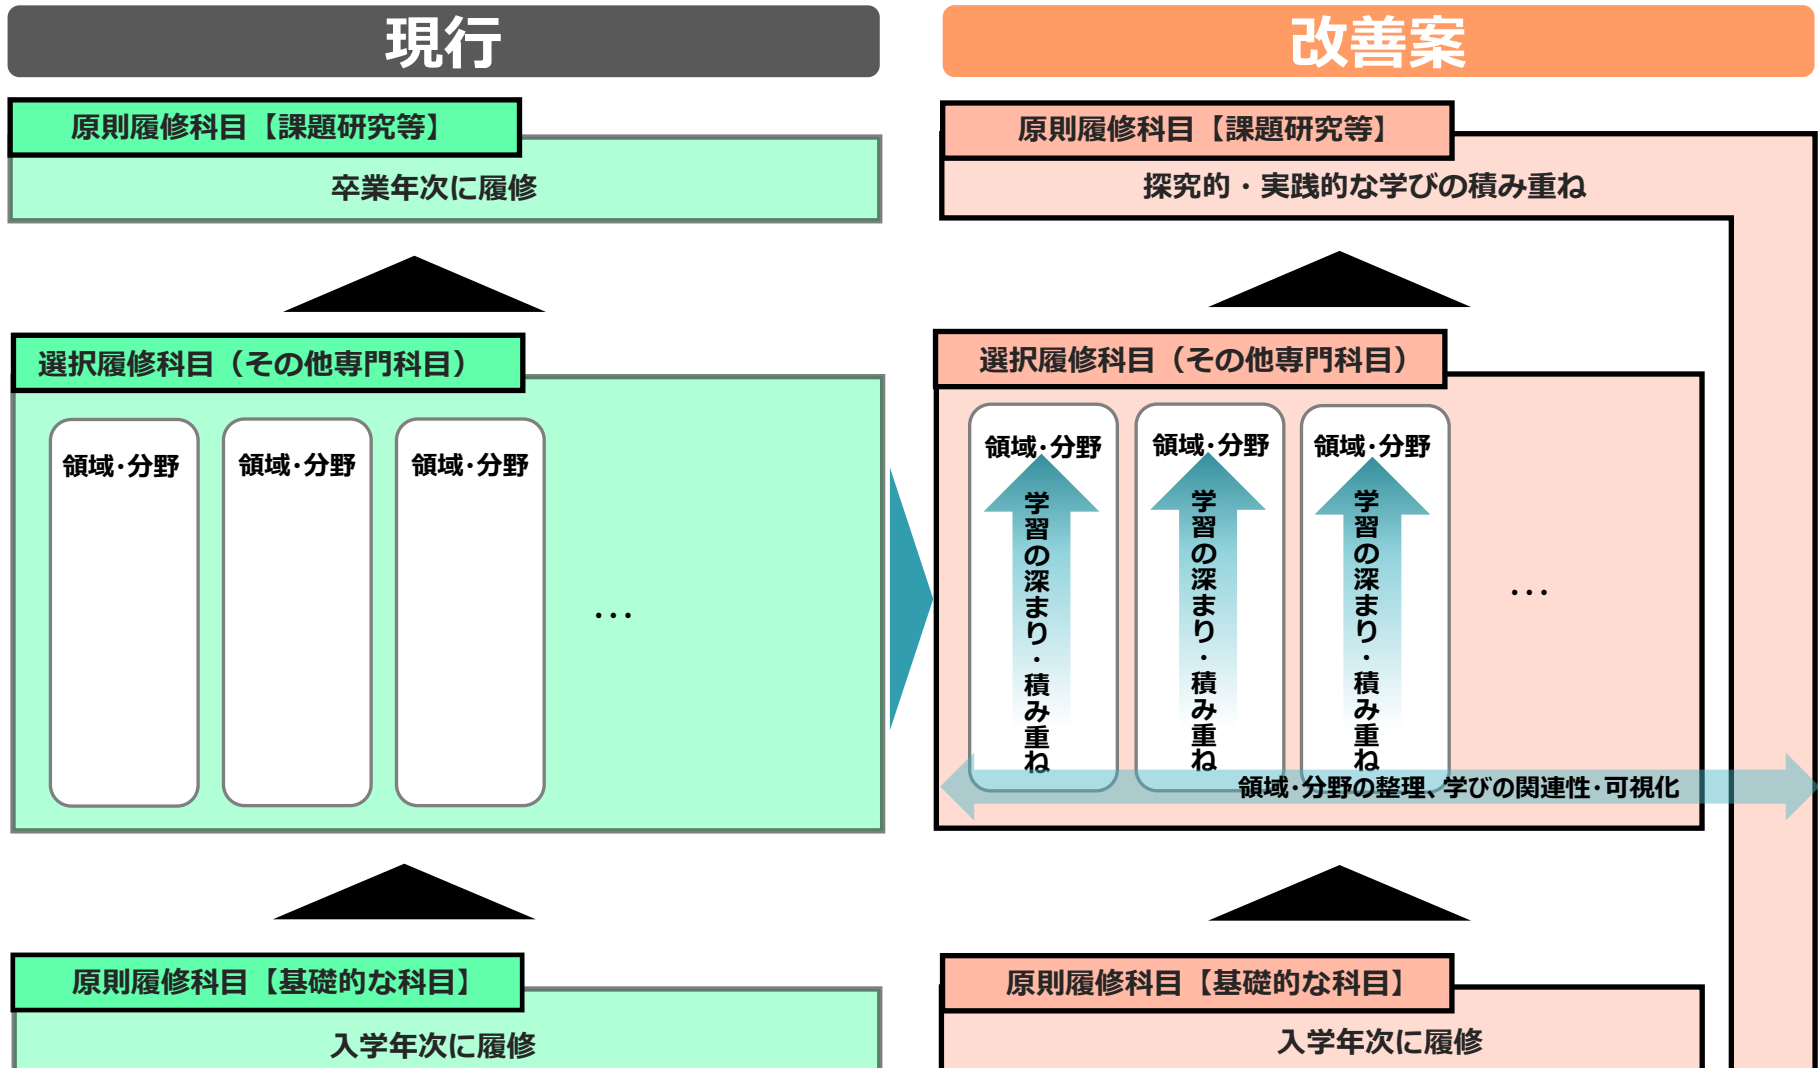 現行
原則履修科目【課題研究等】
卒業年次に履修
選択履修科目（その他専門科目）
領域･分野
領域･分野
領域･分野
…
原則履修科目【基礎的な科目】
入学年次に履修
改善案
原則履修科目【課題研究等】
探究的・実践的な学びの積み重ね
選択履修科目（その他専門科目）
領域･分野
学習の深まり・積み重ね
領域･分野
学習の深まり・積み重ね
領域･分野
学習の深まり・積み重ね
…
領域･分野の整理、学びの関連性･可視化
原則履修科目【基礎的な科目】
入学年次に履修